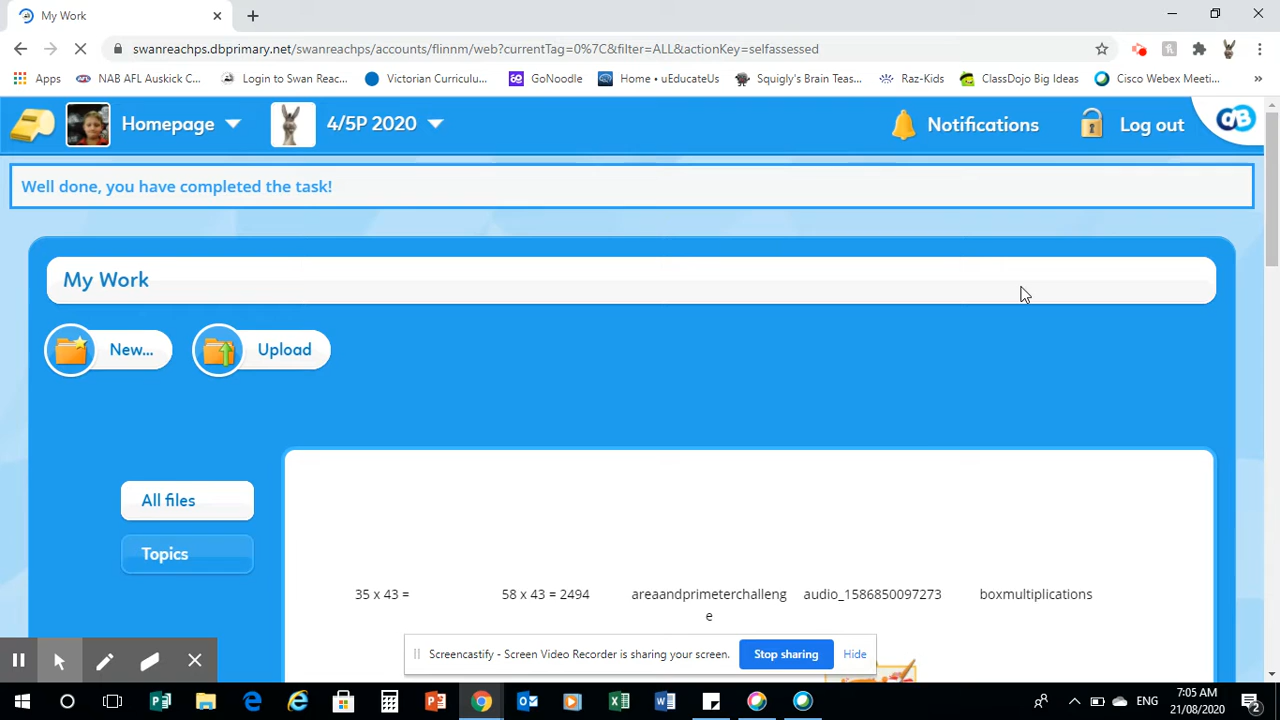 My Work
swanreachps.dbprimary.net/swanreachps/accounts/flinnm/web?currentTag=0%7C&filter=ALL&actionKey=selfassessed
Apps NAB AFL Auskick C... Login to Swan Reac... Victorian Curriculu... GoNoodle Home • uEducateUs Squigly's Brain Teas... Raz-Kids ClassDojo Big Ideas Cisco Webex Meeti... »
Homepage 4/5P 2020 Notifications Log out dB
Well done, you have completed the task!
My Work
New... Upload
All files
Topics
35 x 43 = 58 x 43 = 2494 areaandprimeterchalleng audio_1586850097273 boxmultiplications
e
Screencastify - Screen Video Recorder is sharing your screen. Stop sharing Hide
ENG 7:05 AM
21/08/2020 2